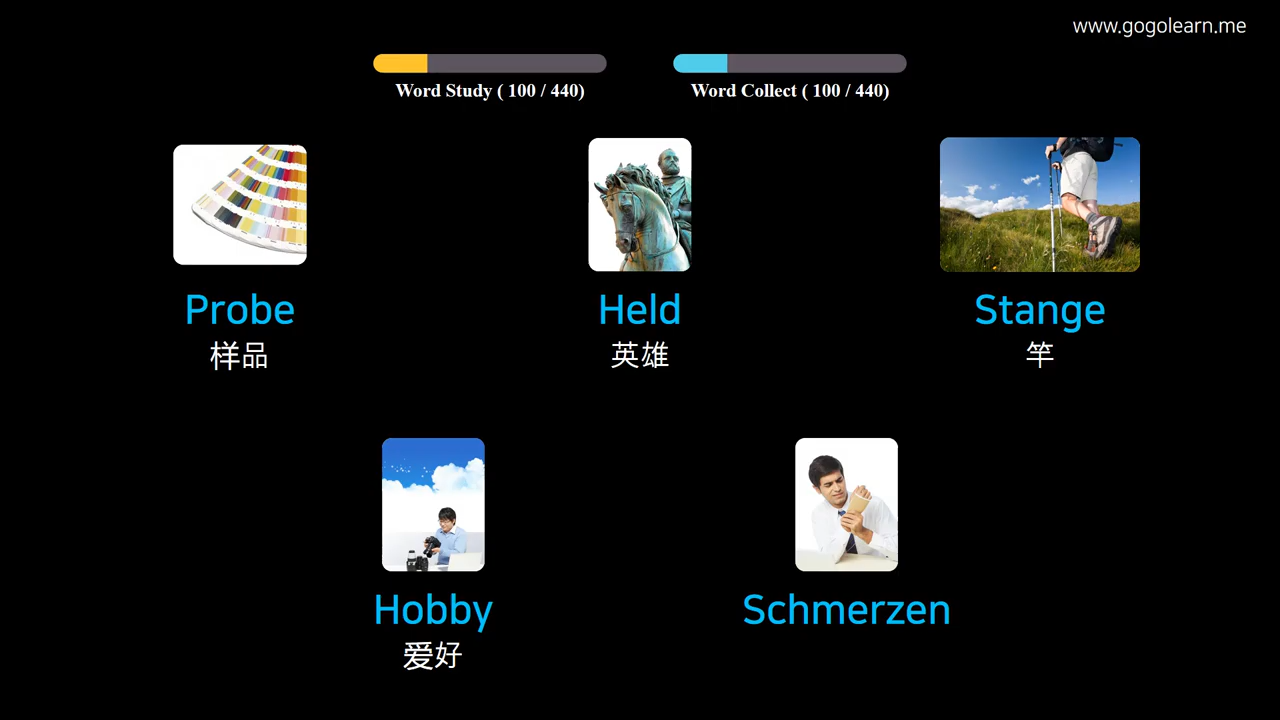 www.gogolearn.me
Word Study ( 100 / 440)
Word Collect ( 100 / 440)
Probe
样品
Held
英雄
Stange
竿
Hobby
爱好
Schmerzen